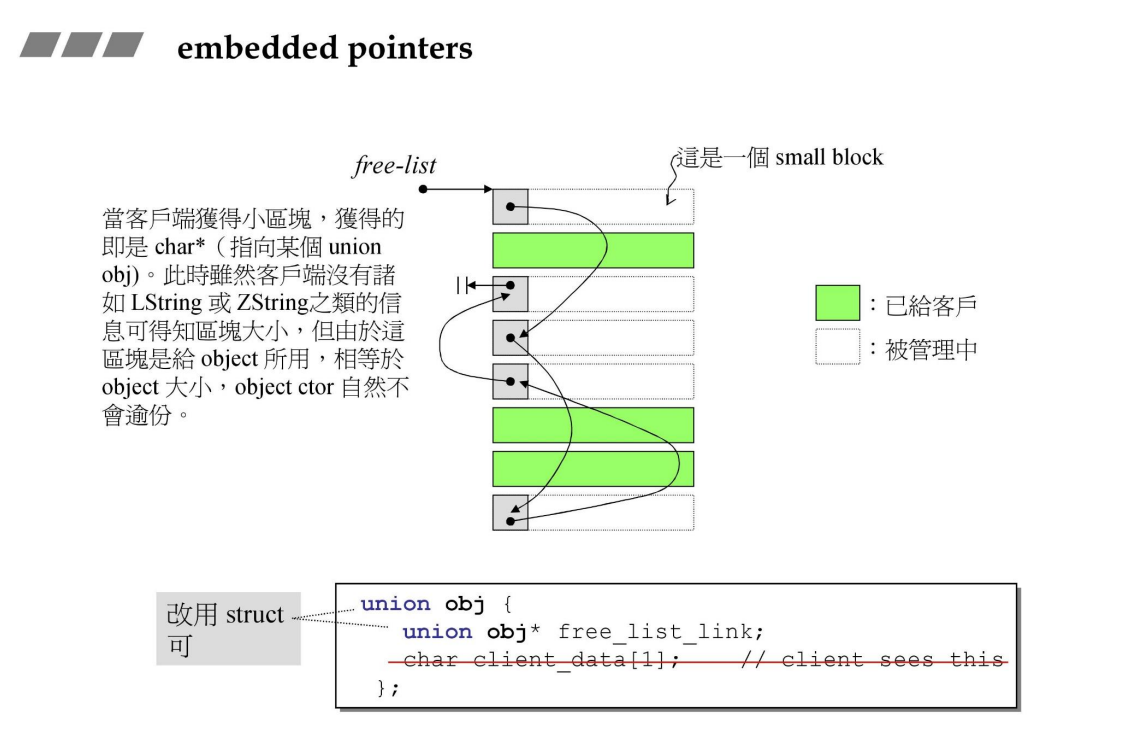 embedded pointers
free-list
這是一個 small block
當客戶端獲得小區塊，獲得的
即是 char*（指向某個 union
obj)。此時雖然客戶端沒有諸
如 LString 或 ZString之類的信
息可得知區塊大小，但由於這
區塊是給 object 所用，相等於
object 大小，object ctor 自然不
會逾份。
：已給客戶
：被管理中
改用 struct
可
union obj {
union obj* free_list_link;
char client_data[1]; // client sees this
};